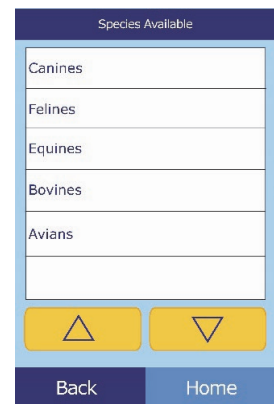 Species Available
Canines
Felines
Equines
Bovines
Avians
Back
Home